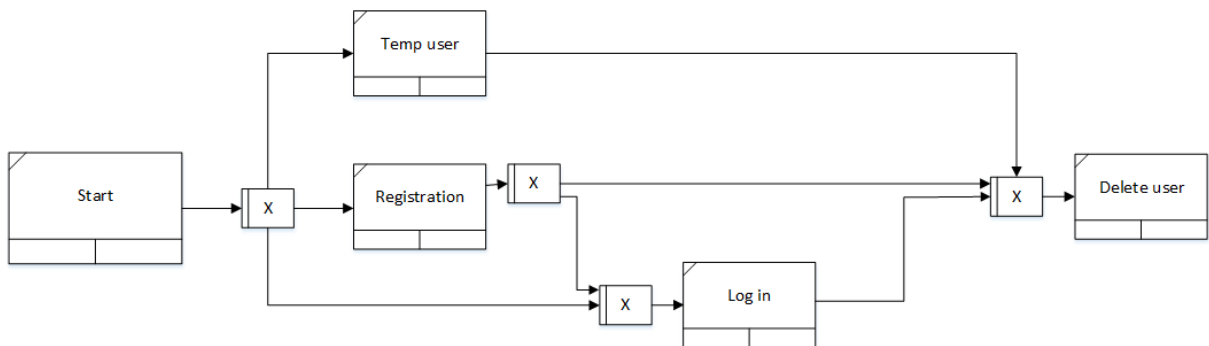 Temp user
Start
X
Registration
X
X
Delete user
X
Log in